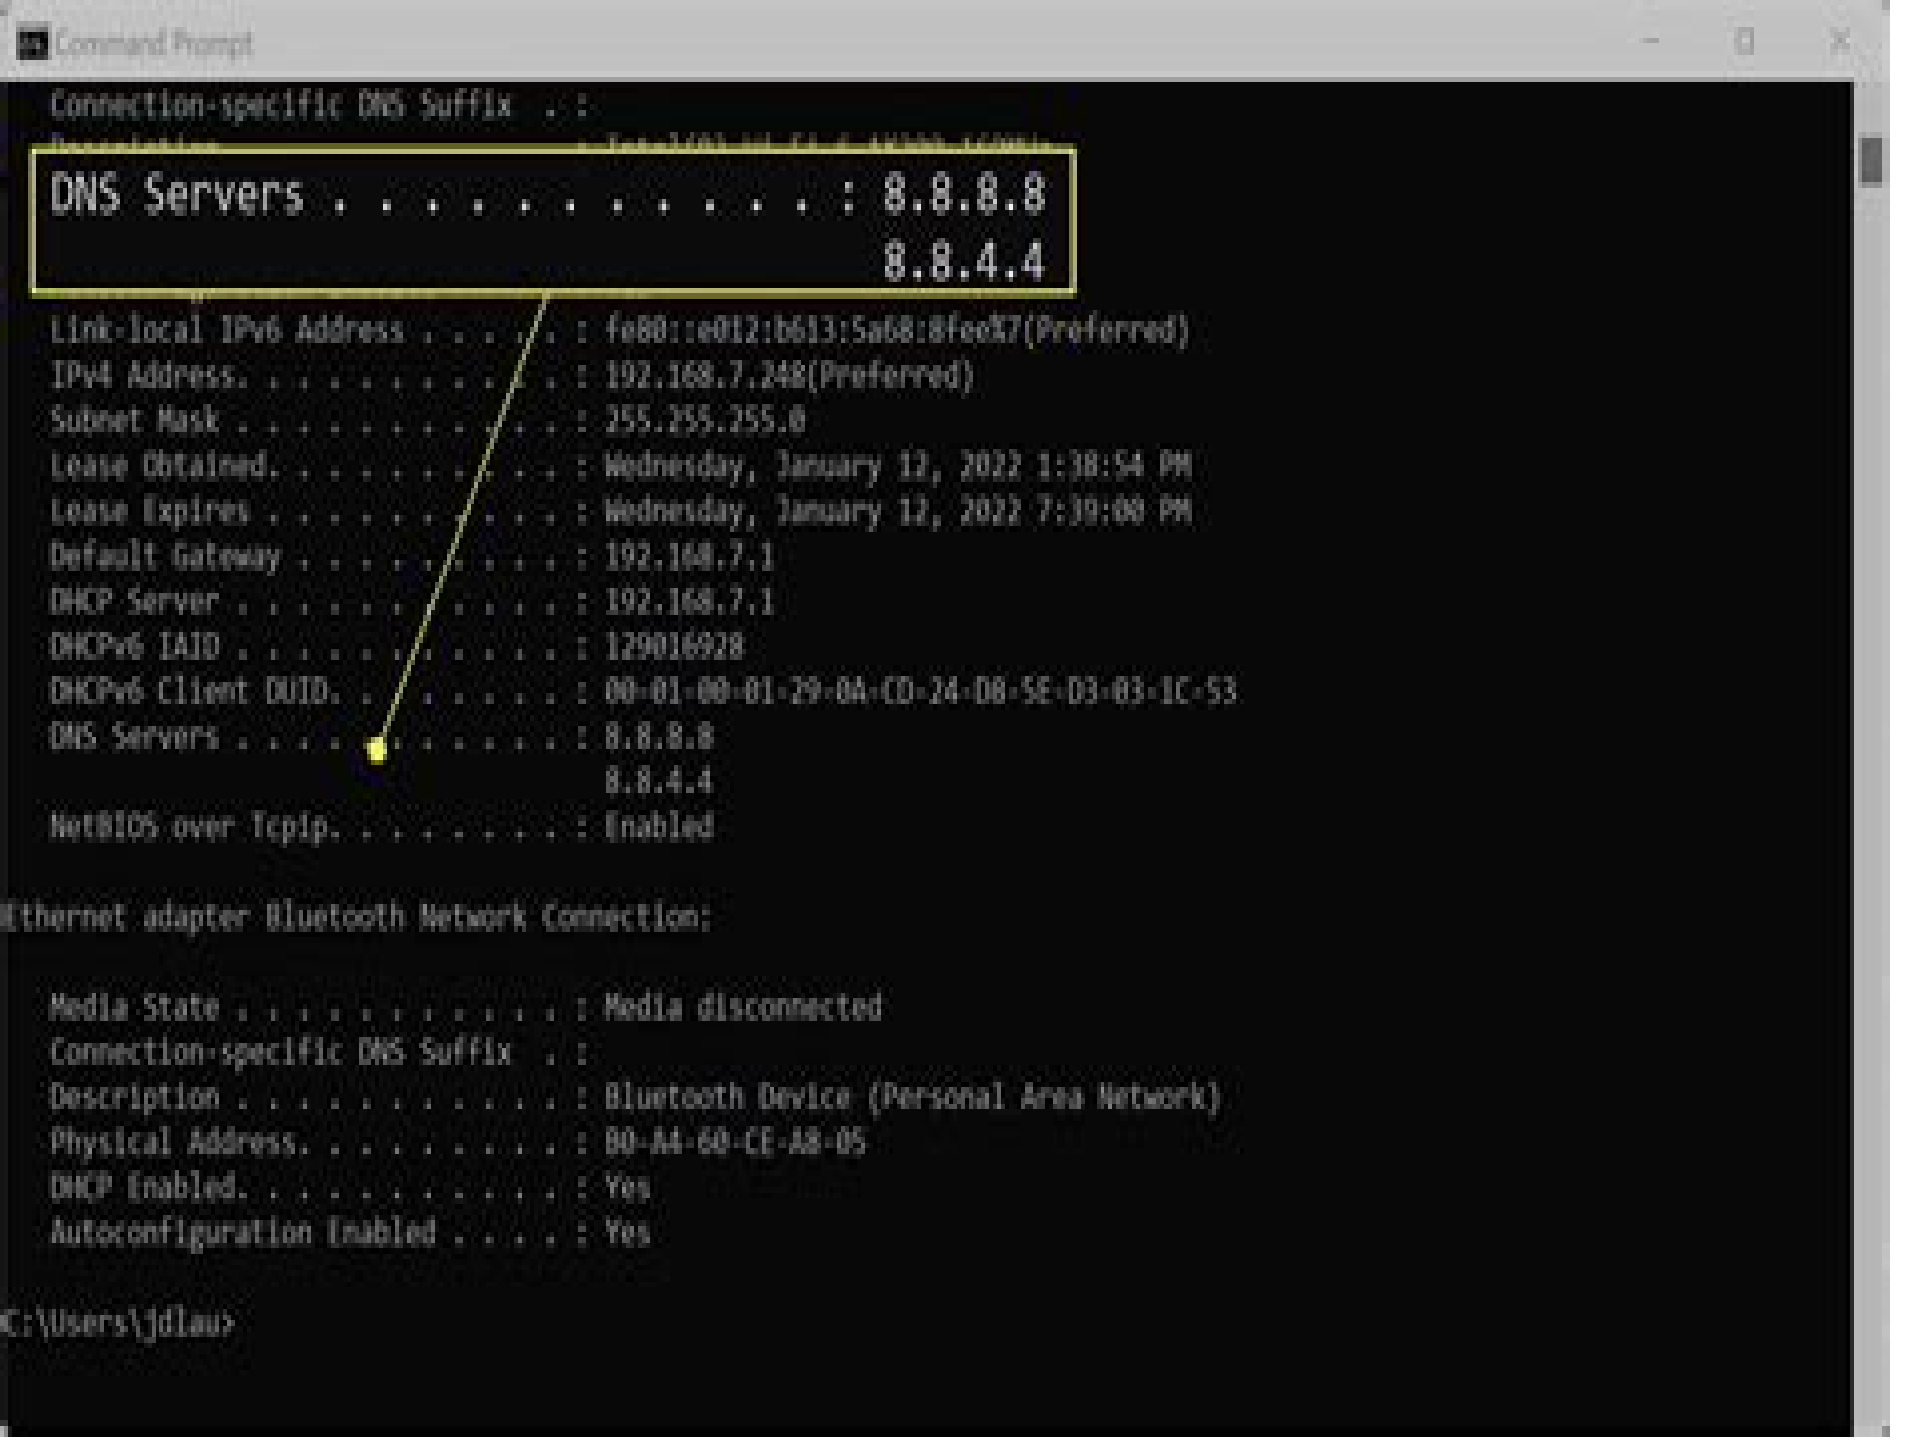 Command Prompt
Connection-specific DNS Suffix . :
DNS Servers . . . . . . . . . . . : 8.8.8.8
8.8.4.4
Link-local IPv6 Address . . . . . : fe80::e012:b613:5a68:8fee%7(Preferred)
IPv4 Address. . . . . . . . . . . : 192.168.7.248(Preferred)
Subnet Mask . . . . . . . . . . . : 255.255.255.0
Lease Obtained. . . . . . . . . . : Wednesday, January 12, 2022 1:38:54 PM
Lease Expires . . . . . . . . . . : Wednesday, January 12, 2022 7:39:00 PM
Default Gateway . . . . . . . . . : 192.168.7.1
DHCP Server . . . . . . . . . . . : 192.168.7.1
DHCPv6 IAID . . . . . . . . . . . : 129016928
DHCPv6 Client DUID. . . . . . . . : 00-01-00-01-29-0A-CD-24-D8-5E-D3-03-1C-53
DNS Servers . . . . . . . . . . . : 8.8.8.8
8.8.4.4
NetBIOS over Tcpip. . . . . . . . : Enabled
Ethernet adapter Bluetooth Network Connection:
Media State . . . . . . . . . . . : Media disconnected
Connection-specific DNS Suffix . :
Description . . . . . . . . . . . : Bluetooth Device (Personal Area Network)
Physical Address. . . . . . . . . : B0-A4-60-CE-A8-05
DHCP Enabled. . . . . . . . . . . : Yes
Autoconfiguration Enabled . . . . : Yes
C:\Users\jdlau>